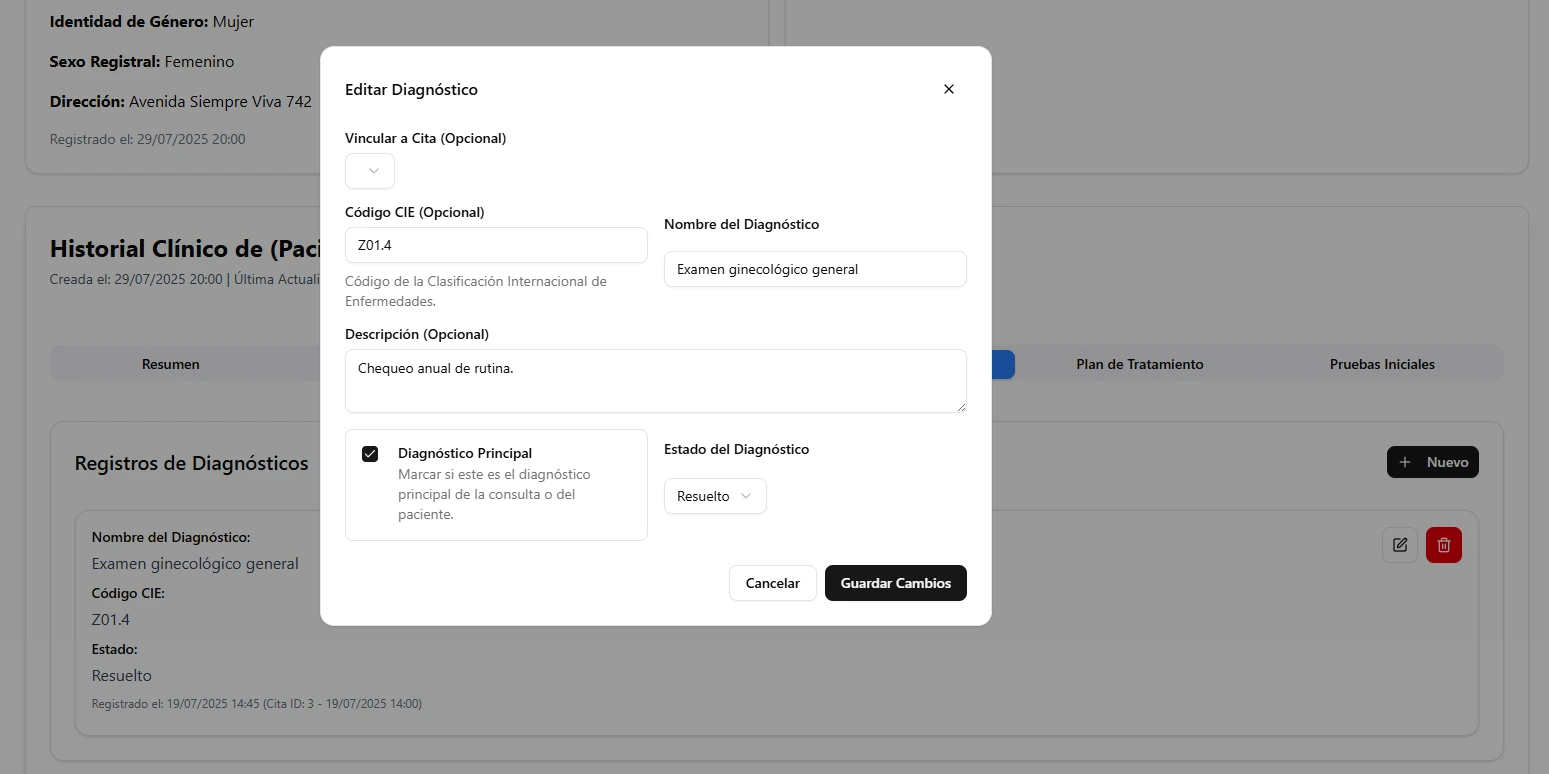 Identidad de Género: Mujer
Sexo Registral: Femenino
Dirección: Avenida Siempre Viva 742
Registrado el: 29/07/2025 20:00
Historial Clínico de (Paci
Creada el: 29/07/2025 20:00 | Última Actuali
Resumen
Plan de Tratamiento
Pruebas Iniciales
Registros de Diagnósticos
+ Nuevo
Nombre del Diagnóstico:
Examen ginecológico general
Código CIE:
Z01.4
Estado:
Resuelto
Registrado el: 19/07/2025 14:45 (Cita ID: 3 - 19/07/2025 14:00)
Editar Diagnóstico
Vincular a Cita (Opcional)
Código CIE (Opcional)
Z01.4
Código de la Clasificación Internacional de
Enfermedades.
Nombre del Diagnóstico
Examen ginecológico general
Descripción (Opcional)
Chequeo anual de rutina.
Diagnóstico Principal
Marcar si este es el diagnóstico
principal de la consulta o del
paciente.
Estado del Diagnóstico
Resuelto
Cancelar
Guardar Cambios